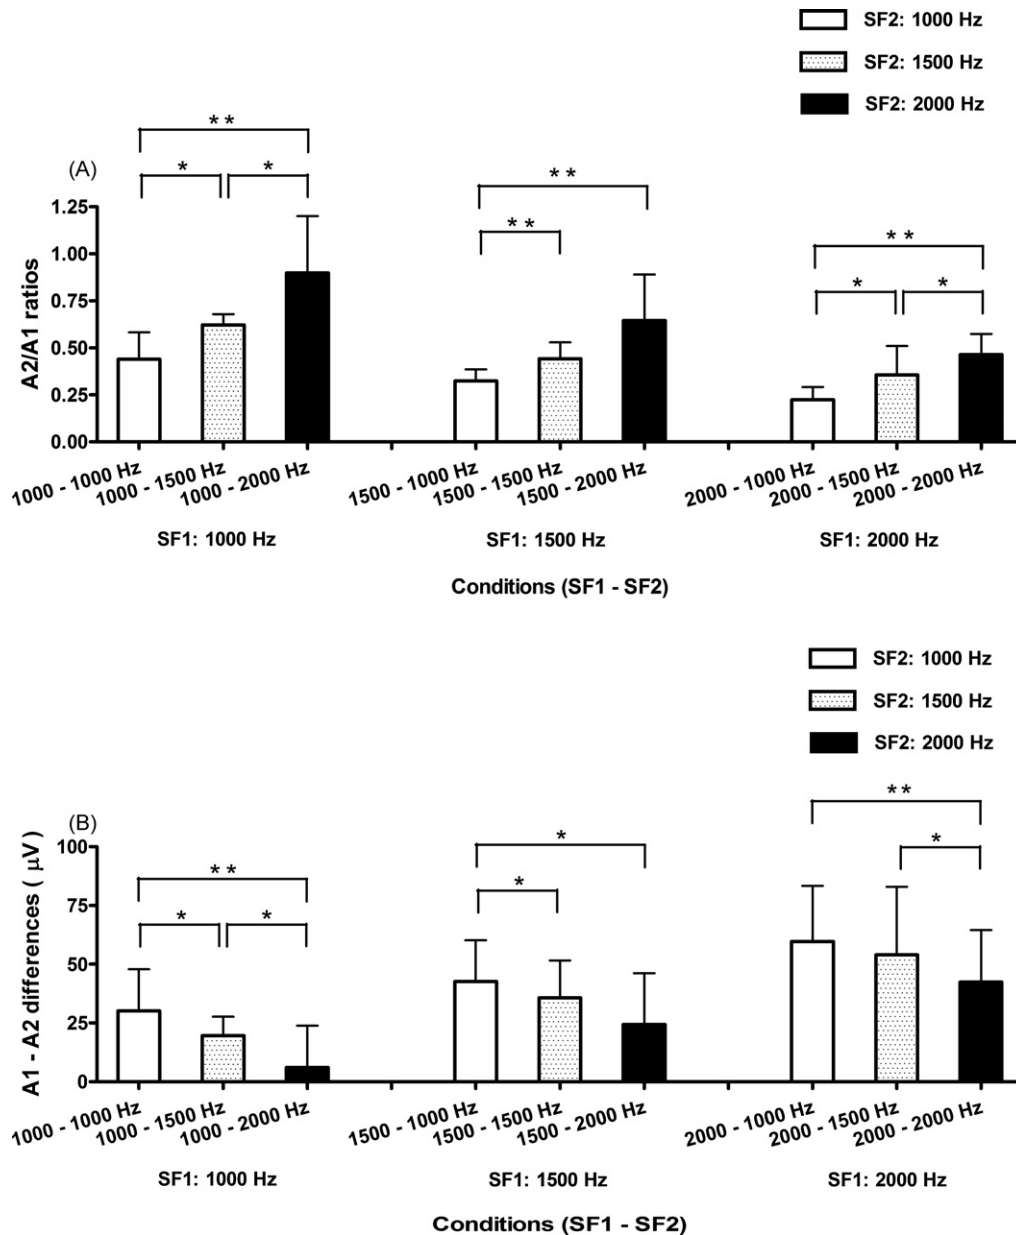 SF2: 1000 Hz
SF2: 1500 Hz
SF2: 2000 Hz
(A)
* *
* *
* *
* *
* *
* *
A2/A1 ratios
1.25
1.00
0.75
0.50
0.25
0.00
1000 - 1000 Hz
1000 - 1500 Hz
1000 - 2000 Hz
1500 - 1000 Hz
1500 - 1500 Hz
1500 - 2000 Hz
2000 - 1000 Hz
2000 - 1500 Hz
2000 - 2000 Hz
SF1: 1000 Hz
SF1: 1500 Hz
SF1: 2000 Hz
Conditions (SF1 - SF2)
SF2: 1000 Hz
SF2: 1500 Hz
SF2: 2000 Hz
(B)
* *
* *
*
*
* *
*
A1 - A2 differences ( µV)
100
75
50
25
0
1000 - 1000 Hz
1000 - 1500 Hz
1000 - 2000 Hz
1500 - 1000 Hz
1500 - 1500 Hz
1500 - 2000 Hz
2000 - 1000 Hz
2000 - 1500 Hz
2000 - 2000 Hz
SF1: 1000 Hz
SF1: 1500 Hz
SF1: 2000 Hz
Conditions (SF1 - SF2)